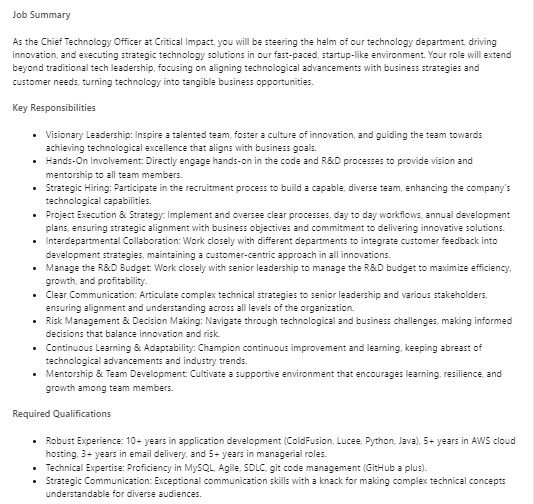 Job Summary
As the Chief Technology Officer at Critical Impact, you will be steering the helm of our technology department, driving
innovation, and executing strategic technology solutions in our fast-paced, startup-like environment. Your role will extend
beyond traditional tech leadership, focusing on aligning technological advancements with business strategies and
customer needs, turning technology into tangible business opportunities.
Key Responsibilities
• Visionary Leadership: Inspire a talented team, foster a culture of innovation, and guiding the team towards
achieving technological excellence that aligns with business goals.
• Hands-On Involvement: Directly engage hands-on in the code and R&D processes to provide vision and
mentorship to all team members.
• Strategic Hiring: Participate in the recruitment process to build a capable, diverse team, enhancing the company's
technological capabilities.
• Project Execution & Strategy: Implement and oversee clear processes, day to day workflows, annual development
plans, ensuring strategic alignment with business objectives and commitment to delivering innovative solutions.
• Interdepartmental Collaboration: Work closely with different departments to integrate customer feedback into
development strategies, maintaining a customer-centric approach in all innovations.
• Manage the R&D Budget: Work closely with senior leadership to manage the R&D budget to maximize efficiency,
growth, and profitability.
• Clear Communication: Articulate complex technical strategies to senior leadership and various stakeholders,
ensuring alignment and understanding across all levels of the organization.
• Risk Management & Decision Making: Navigate through technological and business challenges, making informed
decisions that balance innovation and risk.
• Continuous Learning & Adaptability: Champion continuous improvement and learning, keeping abreast of
technological advancements and industry trends.
• Mentorship & Team Development: Cultivate a supportive environment that encourages learning, resilience, and
growth among team members.
Required Qualifications
• Robust Experience: 10+ years in application development (ColdFusion, Lucee, Python, Java), 5+ years in AWS cloud
hosting, 3+ years in email delivery, and 5+ years in managerial roles.
• Technical Expertise: Proficiency in MySQL, Agile, SDLC, git code management (GitHub a plus).
• Strategic Communication: Exceptional communication skills with a knack for making complex technical concepts
understandable for diverse audiences.